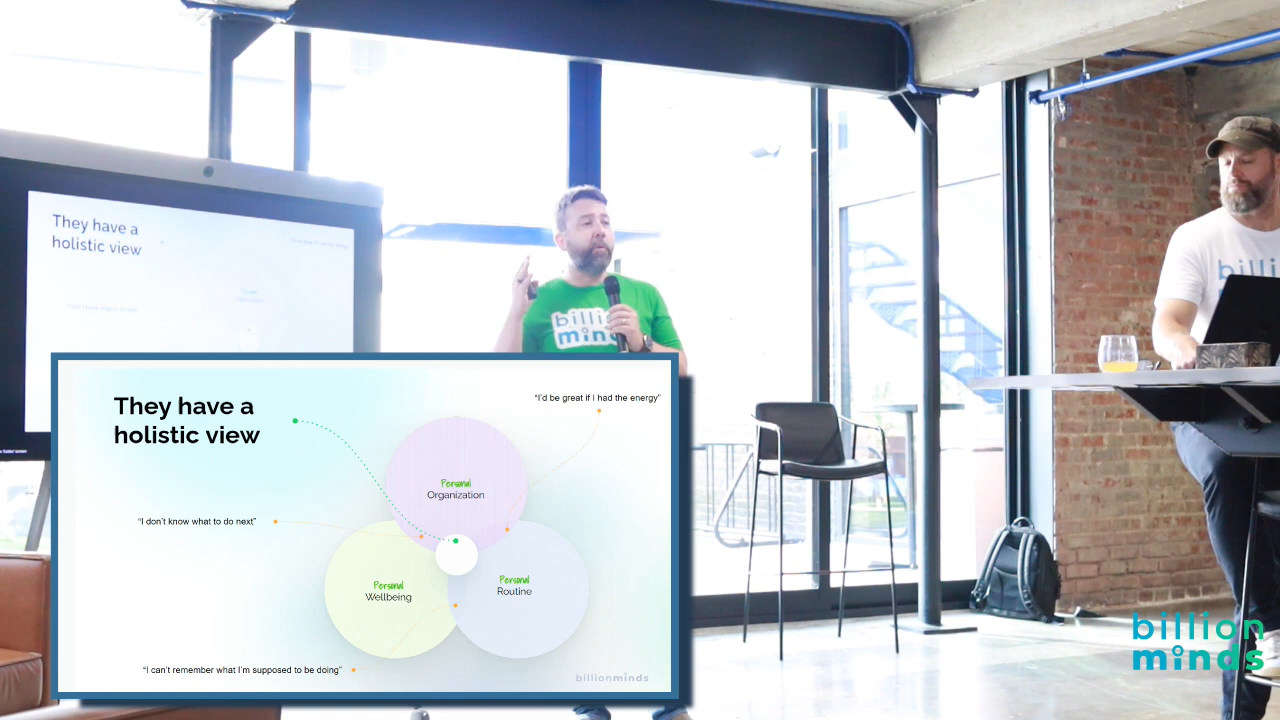 They have a
holistic view
billi
minds
billi
They have a
holistic view
"I'd be great if I had the energy"
Personal
Organization
"I don't know what to do next"
Personal
Wellbeing
Personal
Routine
"I can't remember what I'm supposed to be doing"
billionminds
billion
minds